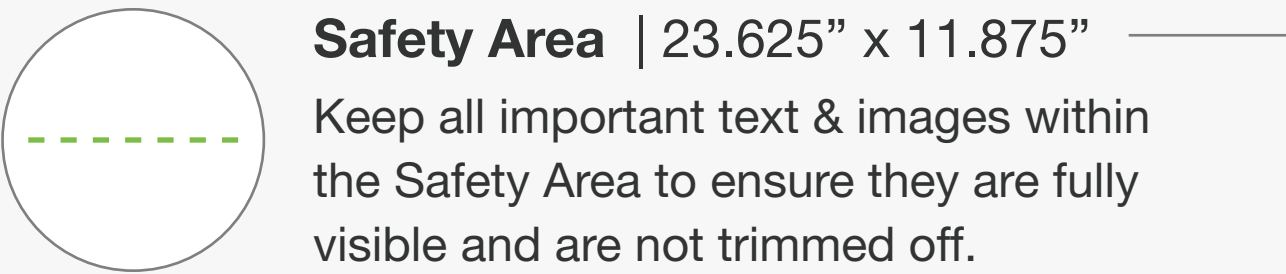 Safety Area | 23.625” x 11.875”
Keep all important text & images within
the Safety Area to ensure they are fully
visible and are not trimmed off.